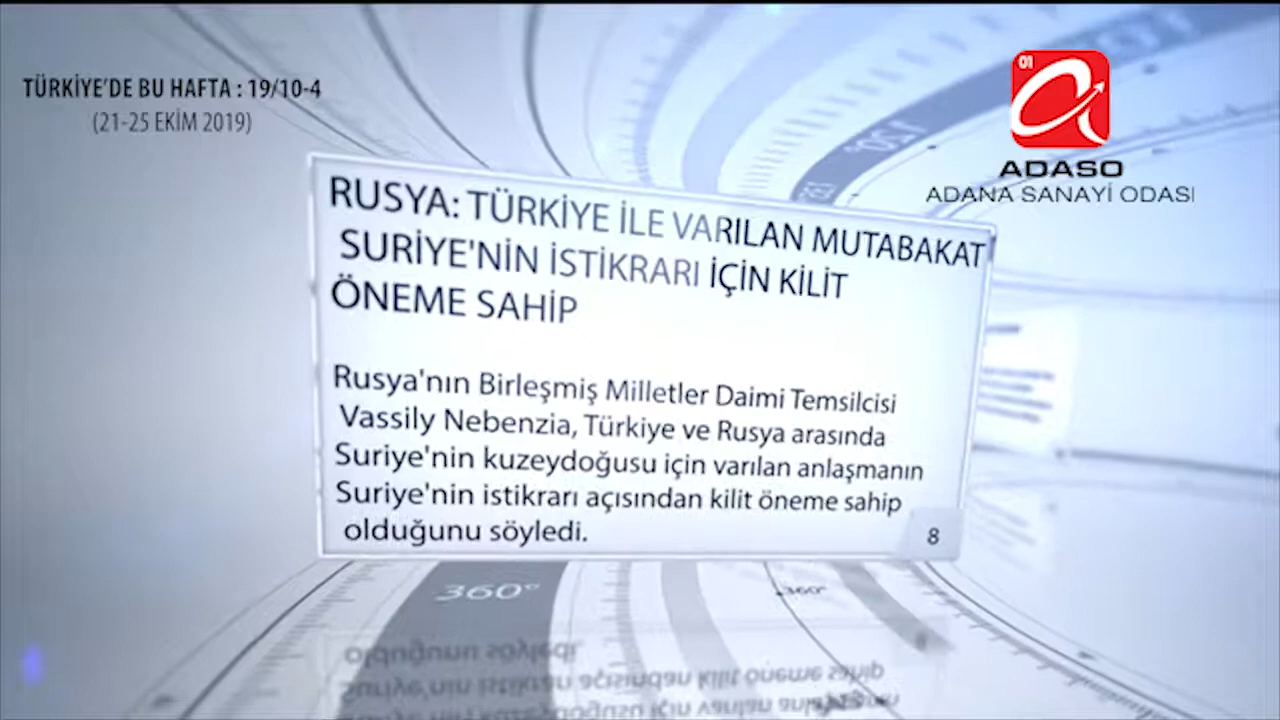 TÜRKİYE'DE BU HAFTA : 19/10-4
(21-25 EKİM 2019)
01
ADASO
ADANA SANAYİ ODASI
RUSYA: TÜRKİYE İLE VARILAN MUTABAKAT
SURİYE'NİN İSTİKRARI İÇİN KİLİT
ÖNEME SAHİP
Rusya'nın Birleşmiş Milletler Daimi Temsilcisi
Vassily Nebenzia, Türkiye ve Rusya arasında
Suriye'nin kuzeydoğusu için varılan anlaşmanın
Suriye'nin istikrarı açısından kilit öneme sahip
olduğunu söyledi.
8
360°
360°